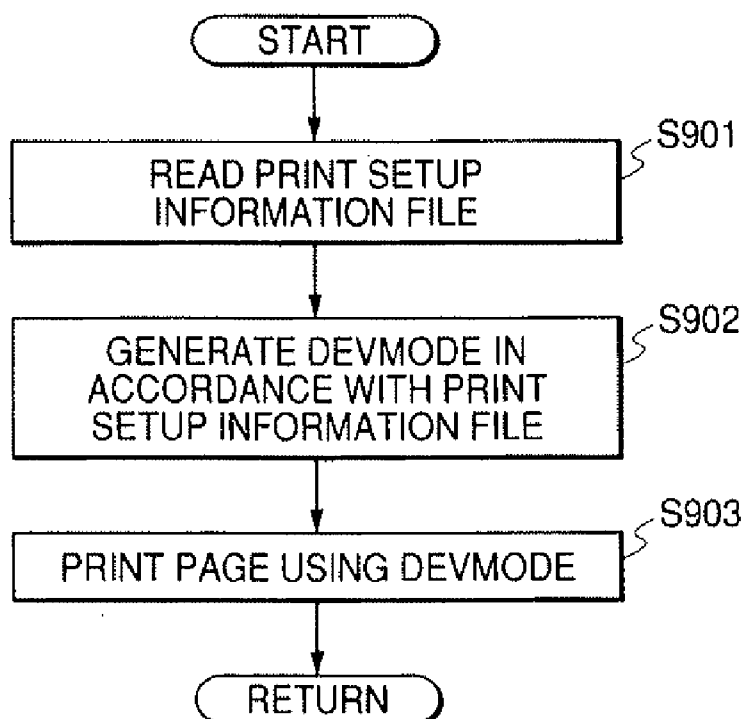 START
S901
READ PRINT SETUP
INFORMATION FILE
S902
GENERATE DEVMODE IN
ACCORDANCE WITH PRINT
SETUP INFORMATION FILE
S903
PRINT PAGE USING DEVMODE
RETURN